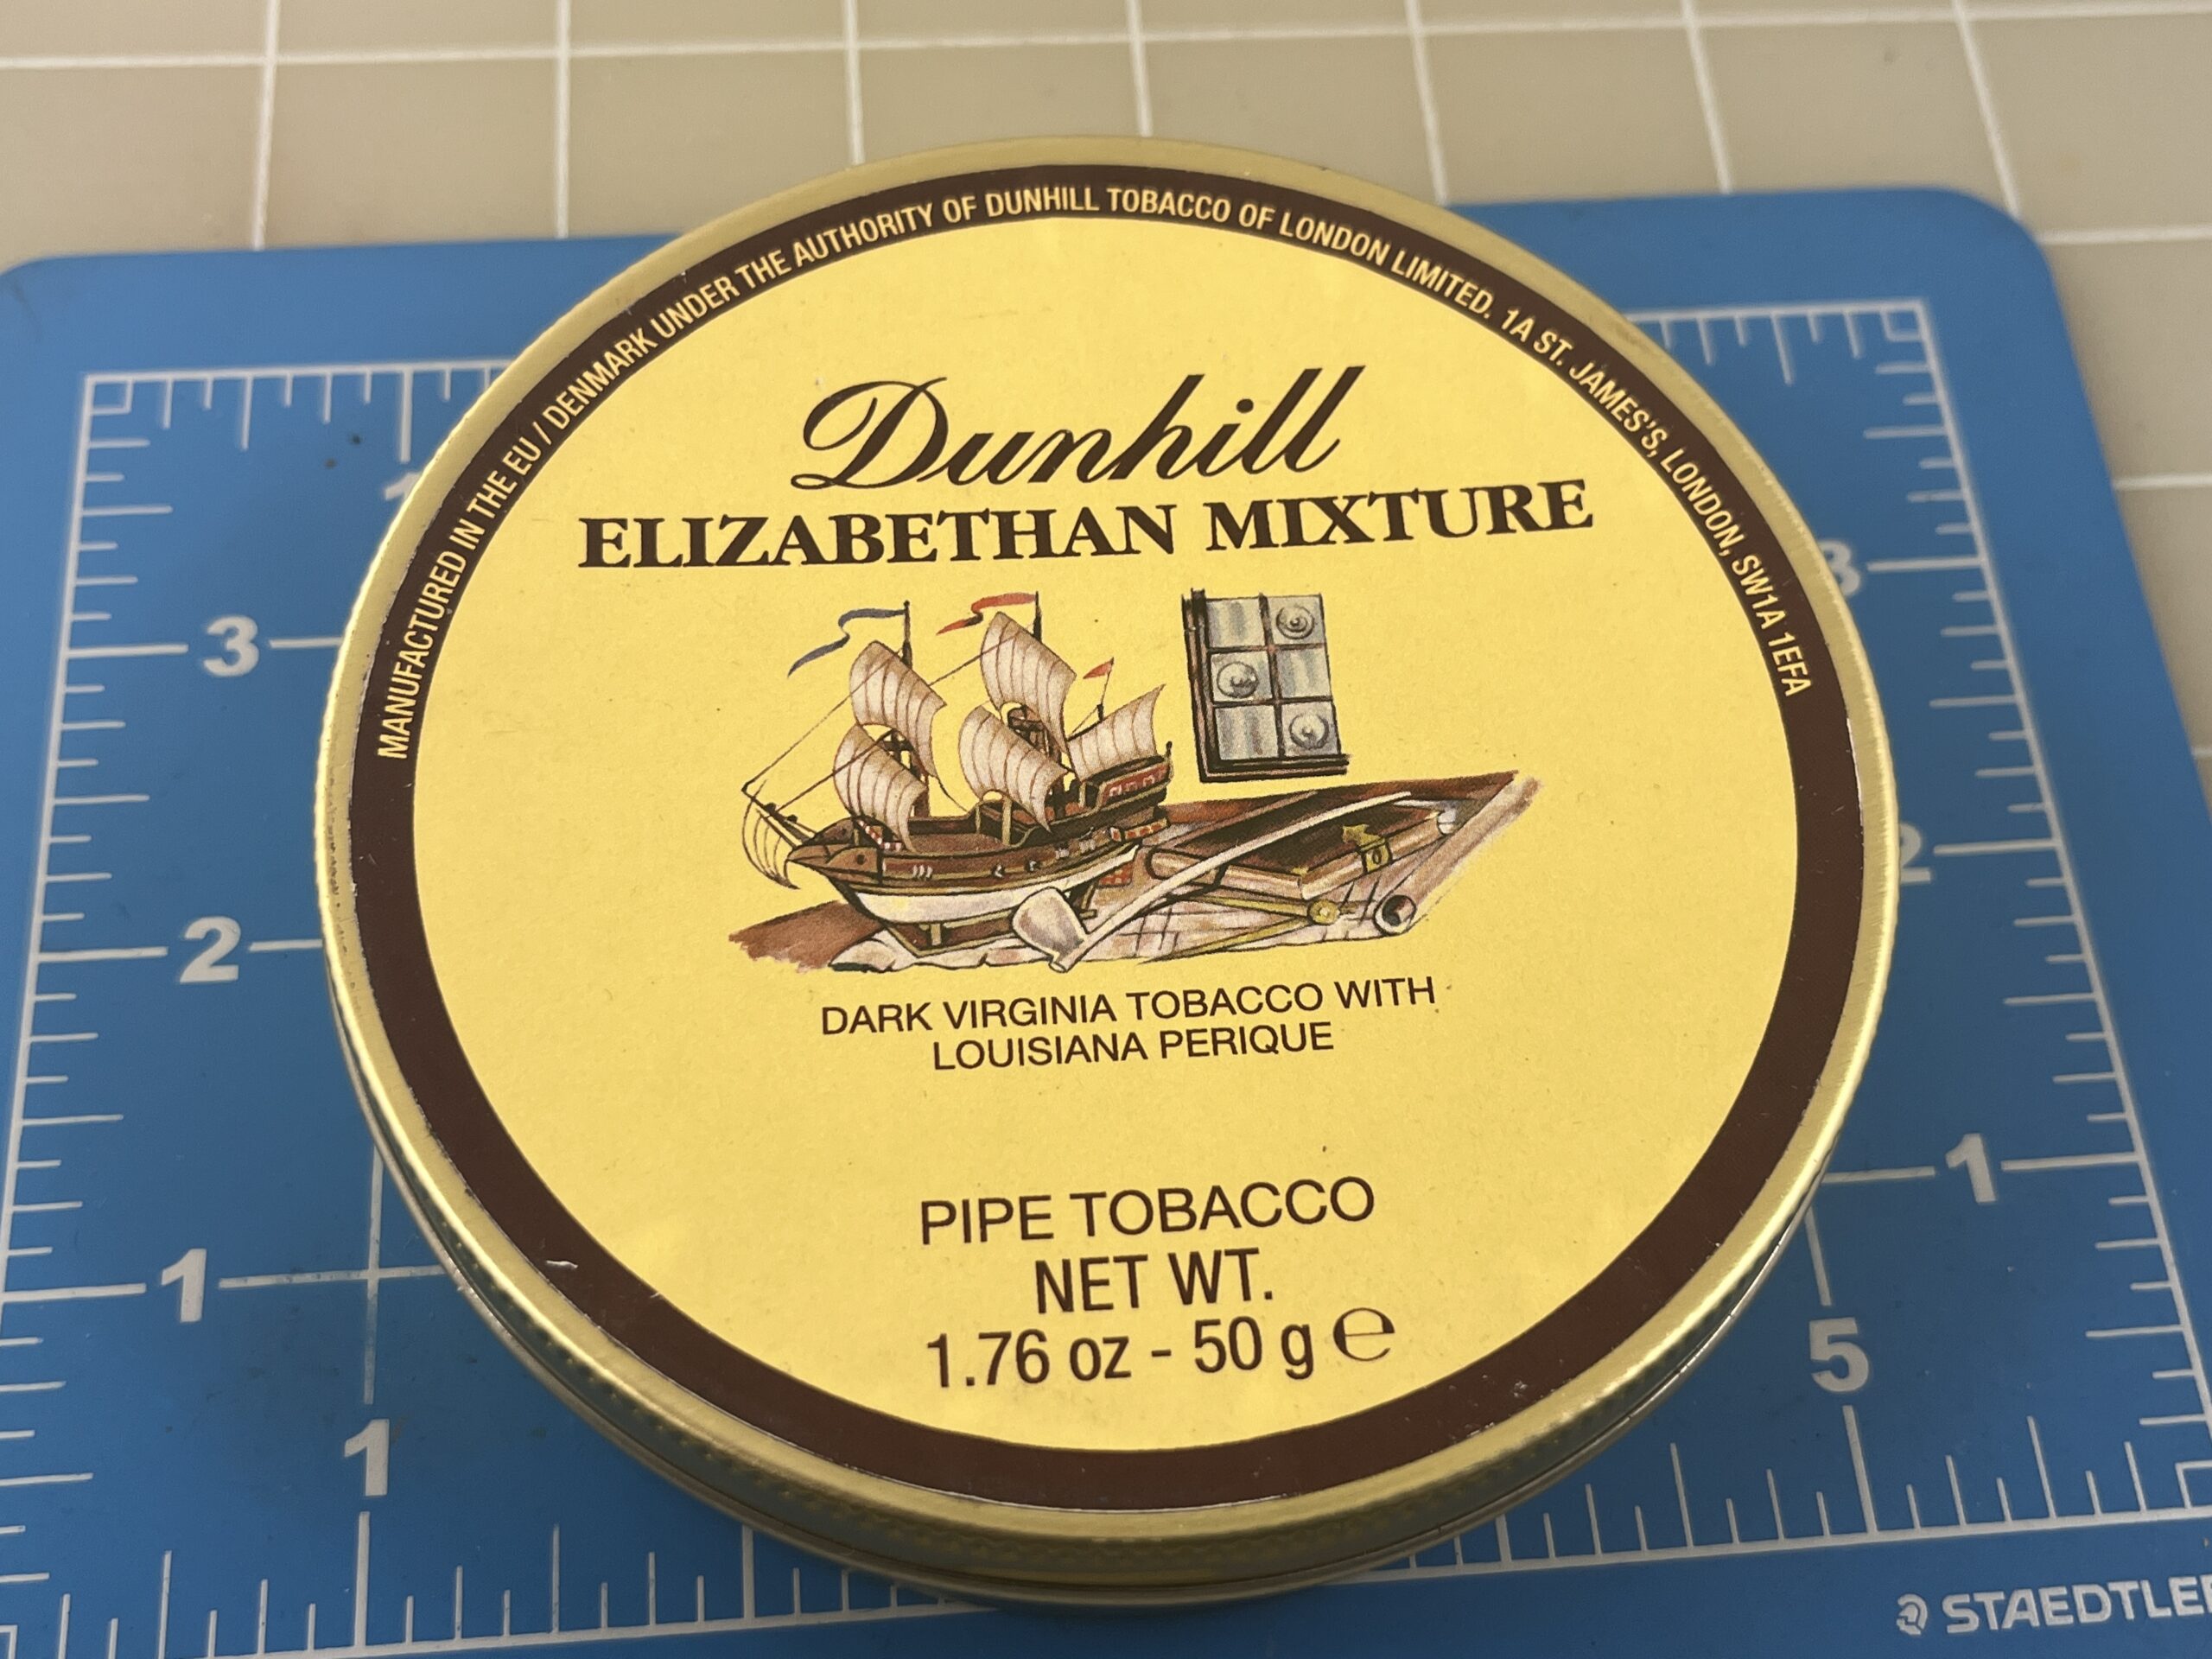 MANUFACTURED IN THE EU / DENMARK UNDER THE AUTHORITY OF DUNHILL TOBACCO OF LONDON LIMITED. 1A ST. JAMES'S, LONDON, SW1A 1EFA
Dunhill
ELIZABETHAN MIXTURE
DARK VIRGINIA TOBACCO WITH
LOUISIANA PERIQUE
PIPE TOBACCO
NET WT.
1.76 oz - 50 g ℮
1
3
3
2
2
1
1
1
5
STAEDTLER